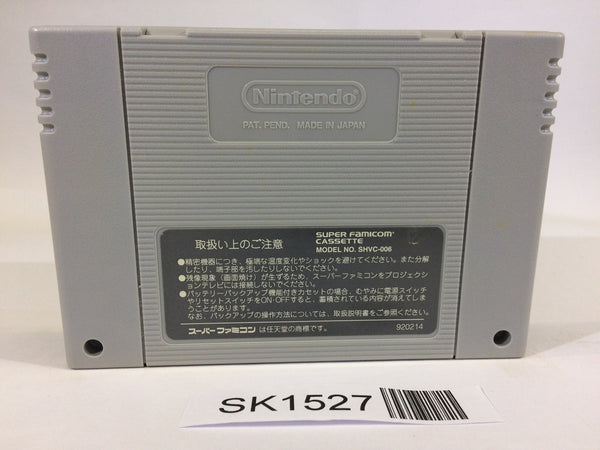 Nintendo
PAT. PEND. MADE IN JAPAN
取扱い上のご注意
SUPER FAMICOM
CASSETTE
MODEL NO. SHVC-006
●精密機器につき、極端な温度変化やショックを避けてください。また分解
したり、端子部を汚したりしないでください。
●残像現象（画面焼け）が生ずるため、スーパーファミコンをプロジェクシ
ョンテレビには接続しないでください。
●バッテリーバックアップ機能付きカセットの場合、むやみに電源スイッチ
やリセットスイッチをON·OFFすると、蓄積されている内容が消えてしま
うことがあります。
なお、バックアップの操作方法については、取扱説明書をご参照ください。
スーパーファミコン は任天堂の商標です。
920214
SK1527